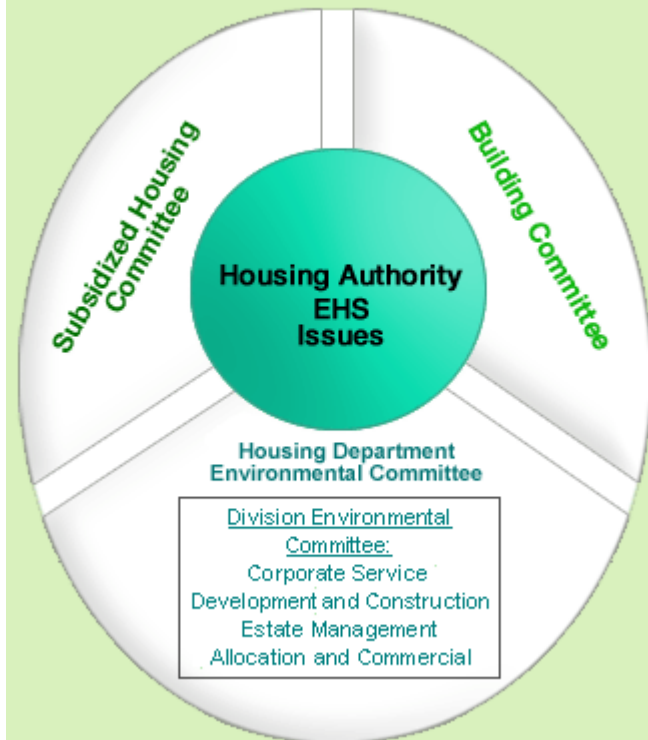 Subsidized Housing
Committee
Building Committee
Housing Authority
EHS
Issues
Housing Department
Environmental Committee
Division Environmental
Committee:
Corporate Service
Development and Construction
Estate Management
Allocation and Commercial